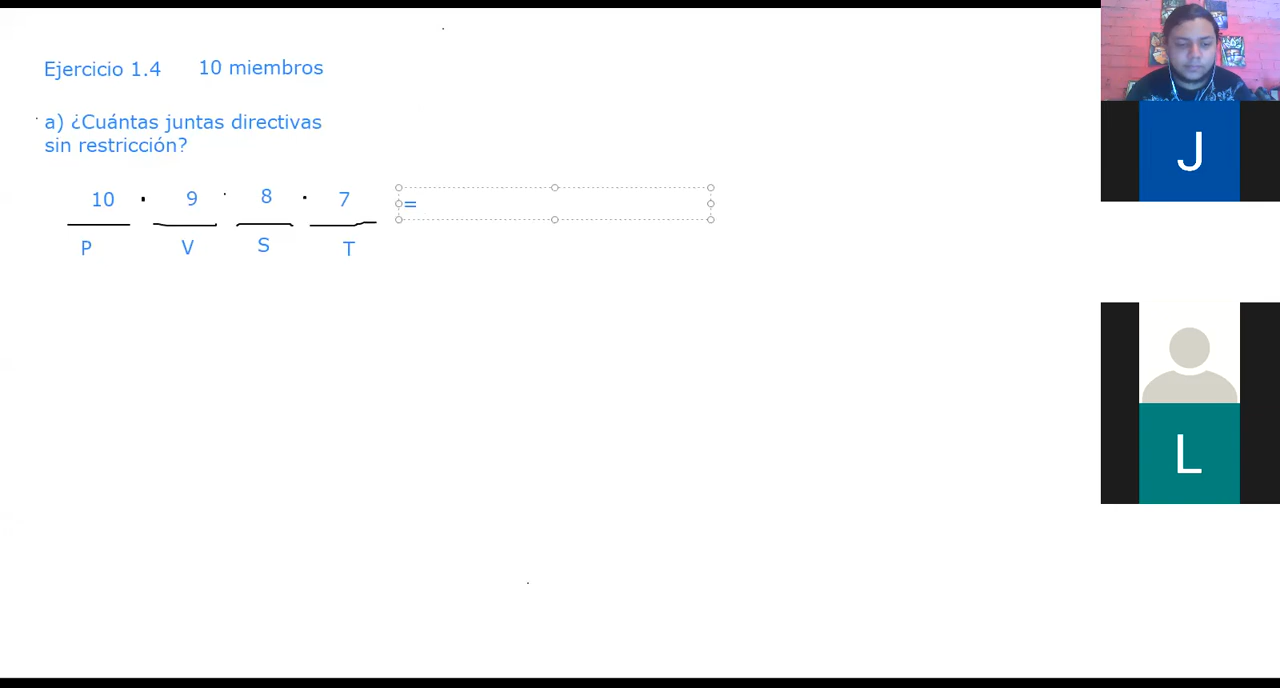 Ejercicio 1.4 10 miembros
a) ¿Cuántas juntas directivas
sin restricción?
10 · 9 · 8 · 7 =
P V S T
J
L